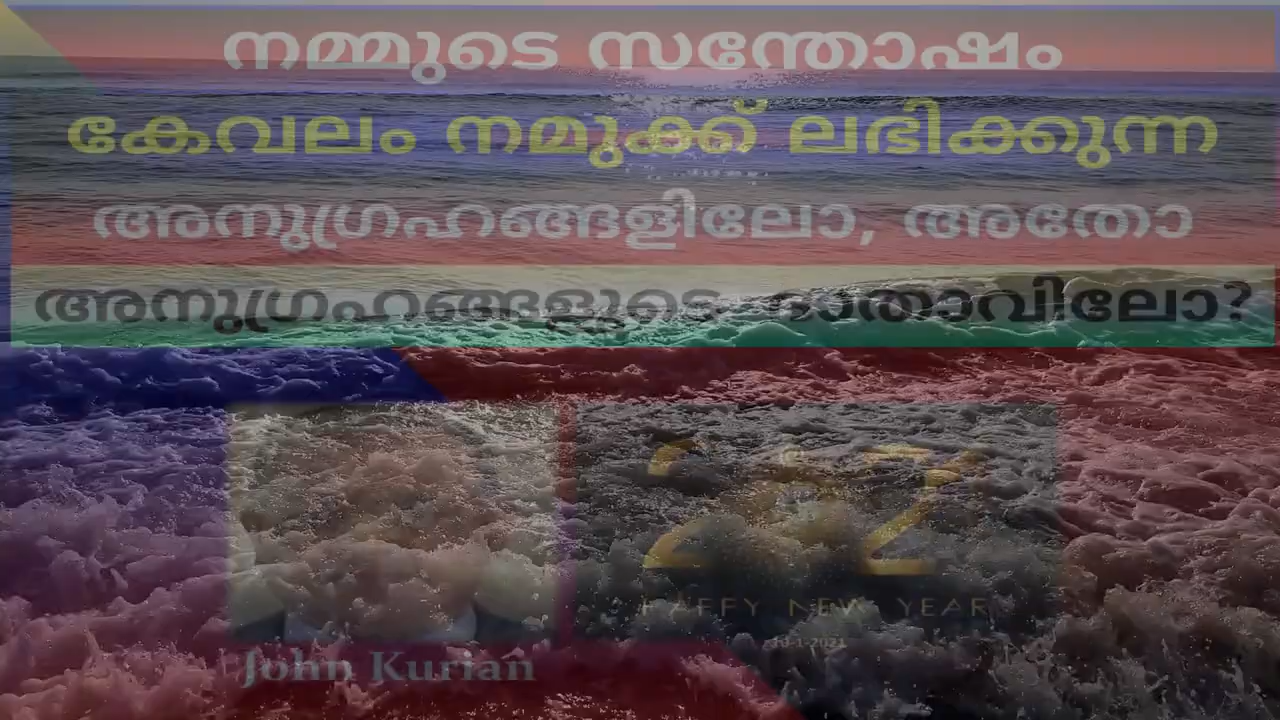 നമ്മുടെ സന്തോഷം
കേവലം നമുക്ക് ലഭിക്കുന്ന
അനുഗ്രഹങ്ങളിലോ, അതോ
അനുഗ്രഹങ്ങളുടെ ദാതാവിലോ?
HAPPY NEW YEAR
John Kurian